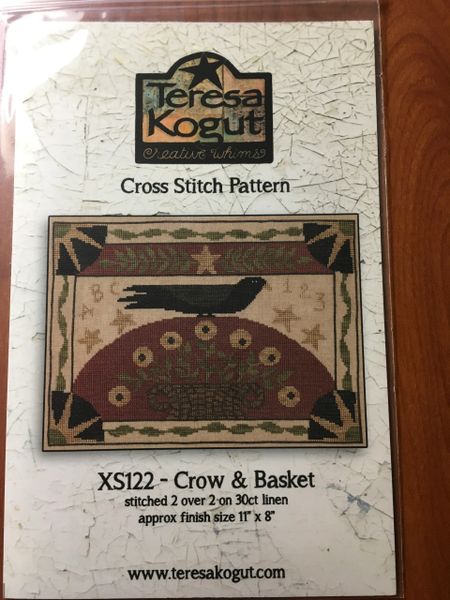 Teresa
Kogut
Creative Whimsy
Cross Stitch Pattern
A B C
1 2 3
XS122 - Crow & Basket
stitched 2 over 2 on 30ct linen
approx finish size 11" x 8"
www.teresakogut.com